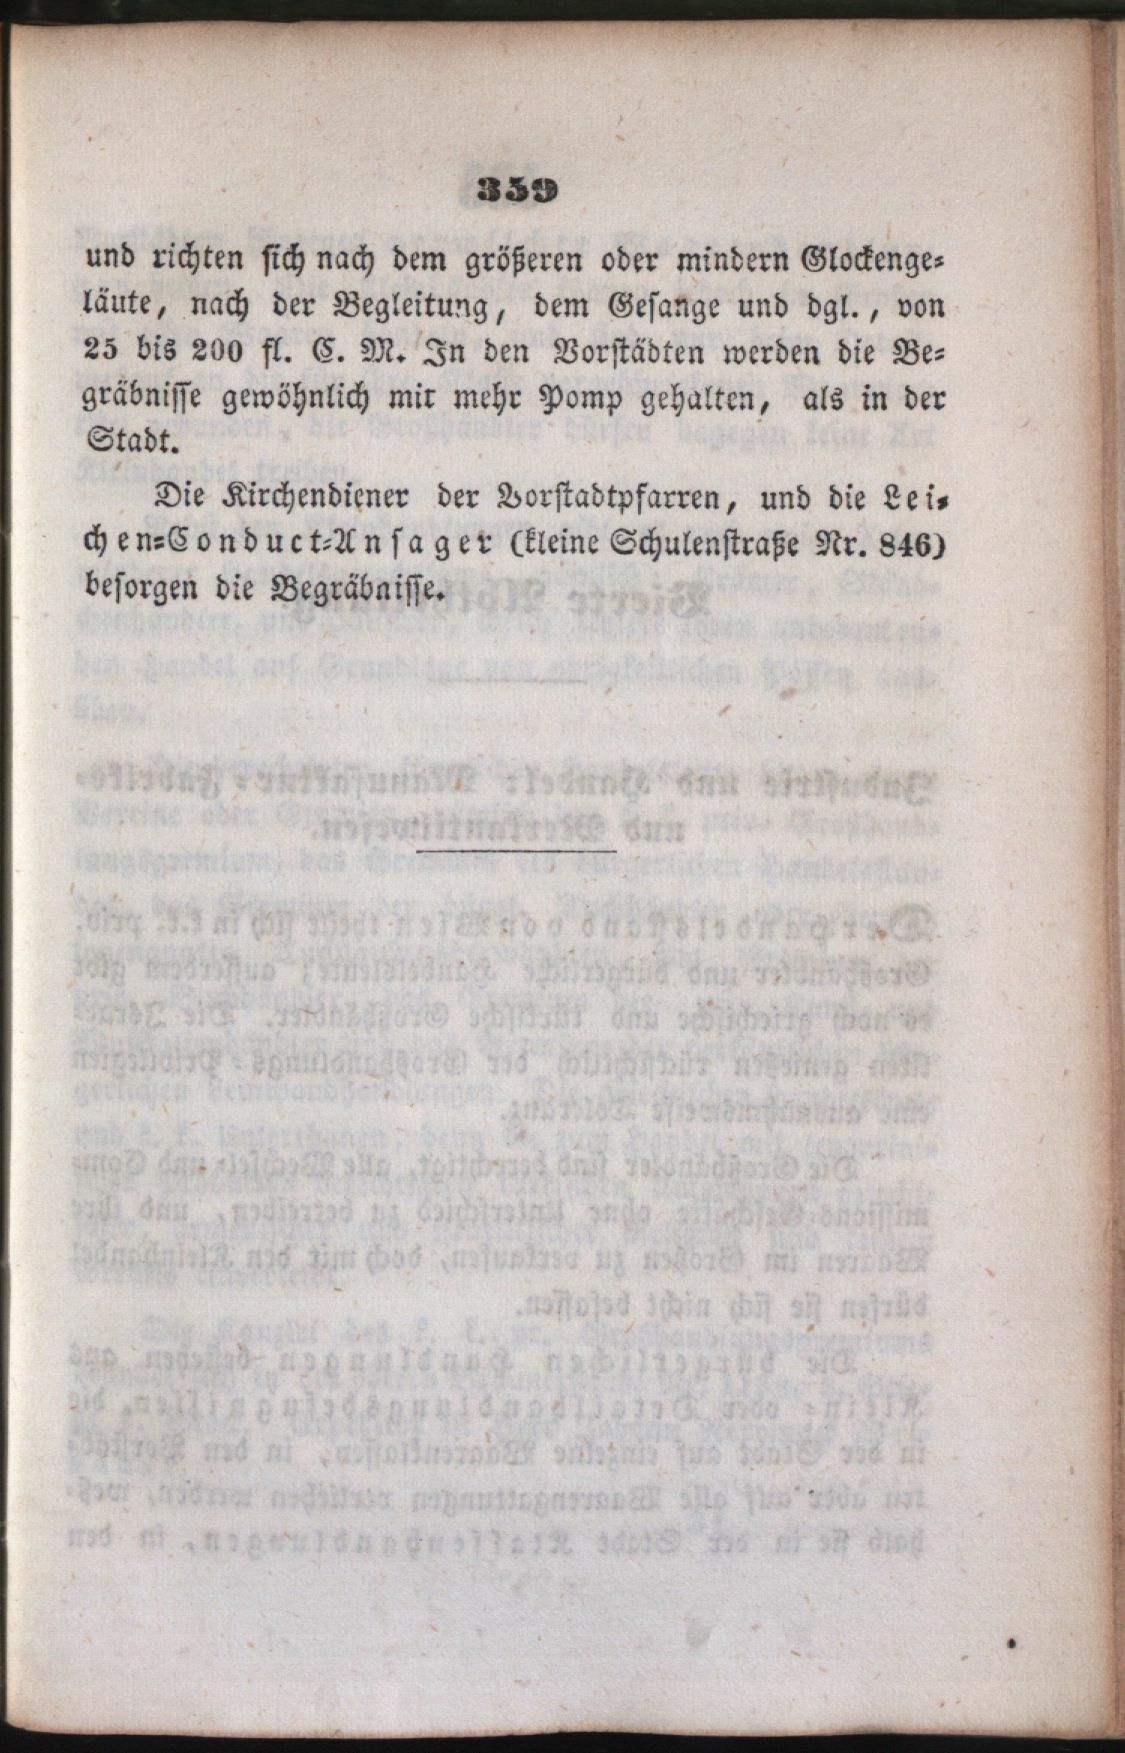 359
und richten sich nach dem größeren oder mindern Glockenge⸗
läute, nach der Begleitung, dem Gesange und dgl., von
25 bis 200 fl. C. M. In den Vorstädten werden die Be⸗
gräbnisse gewöhnlich mit mehr Pomp gehalten, als in der
Stadt.
Die Kirchendiener der Vorstadtpfarren, und die Lei⸗
chen⸗Conduct⸗Ansager (kleine Schulenstraße Nr. 846)
besorgen die Begräbnisse.